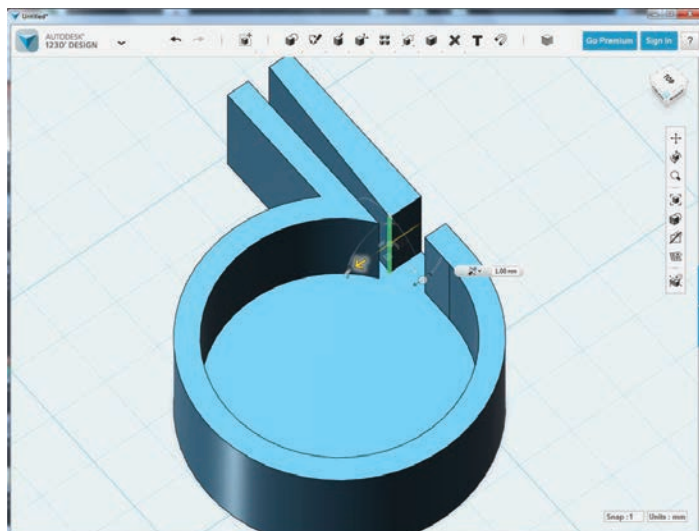 Untitled*
AUTODESK®
123D® DESIGN
Go Premium
Sign In
?
TOP
1.00 mm
Snap : 1
Units : mm